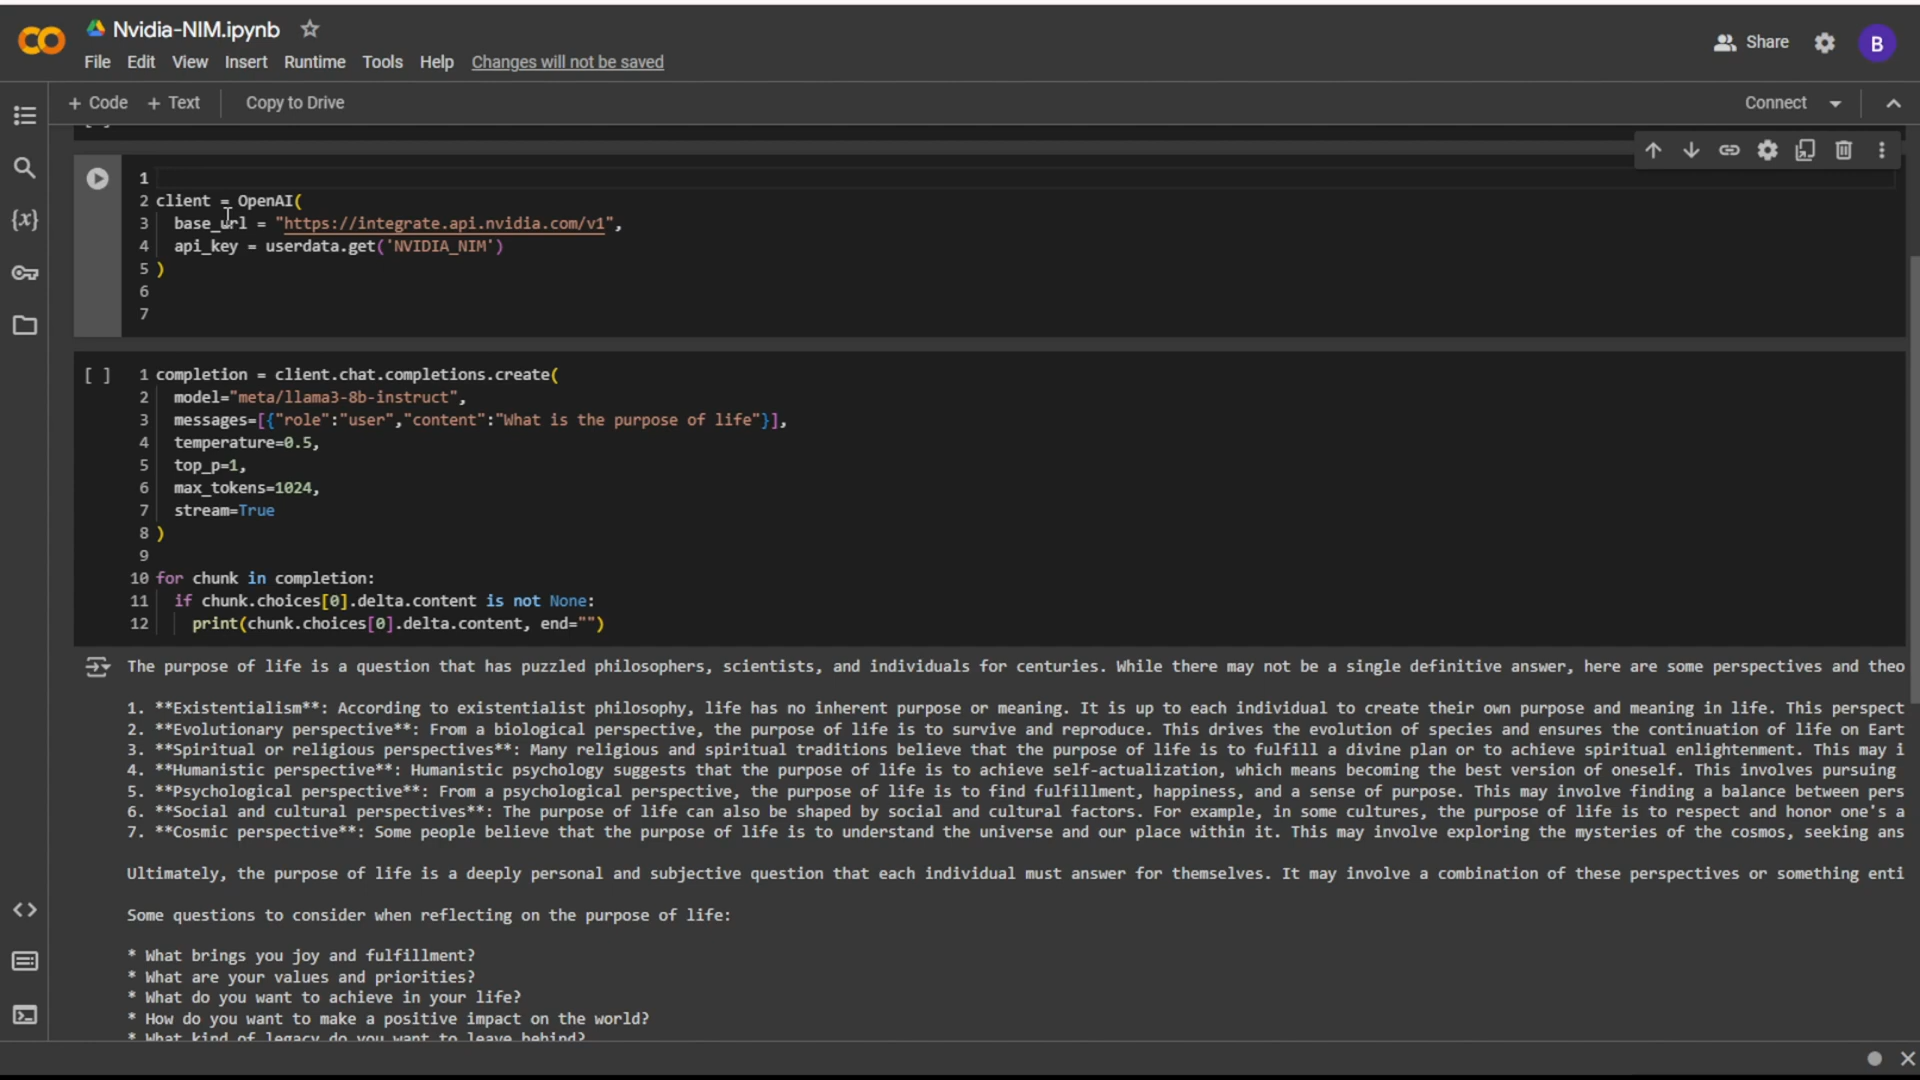 Nvidia-NIM.ipynb
Share
B
File Edit View Insert Runtime Tools Help Changes will not be saved
+ Code + Text Copy to Drive Connect
1
2 client = OpenAI(
3 base_url = "https://integrate.api.nvidia.com/v1",
4 api_key = userdata.get('NVIDIA_NIM')
5 )
6
7
[ ] 1 completion = client.chat.completions.create(
2 model="meta/llama3-8b-instruct",
3 messages=[{"role":"user","content":"What is the purpose of life"}],
4 temperature=0.5,
5 top_p=1,
6 max_tokens=1024,
7 stream=True
8 )
9
10 for chunk in completion:
11 if chunk.choices[0].delta.content is not None:
12 print(chunk.choices[0].delta.content, end="")
The purpose of life is a question that has puzzled philosophers, scientists, and individuals for centuries. While there may not be a single definitive answer, here are some perspectives and theo
1. **Existentialism**: According to existentialist philosophy, life has no inherent purpose or meaning. It is up to each individual to create their own purpose and meaning in life. This perspect
2. **Evolutionary perspective**: From a biological perspective, the purpose of life is to survive and reproduce. This drives the evolution of species and ensures the continuation of life on Eart
3. **Spiritual or religious perspectives**: Many religious and spiritual traditions believe that the purpose of life is to fulfill a divine plan or to achieve spiritual enlightenment. This may i
4. **Humanistic perspective**: Humanistic psychology suggests that the purpose of life is to achieve self-actualization, which means becoming the best version of oneself. This involves pursuing
5. **Psychological perspective**: From a psychological perspective, the purpose of life is to find fulfillment, happiness, and a sense of purpose. This may involve finding a balance between pers
6. **Social and cultural perspectives**: The purpose of life can also be shaped by social and cultural factors. For example, in some cultures, the purpose of life is to respect and honor one's a
7. **Cosmic perspective**: Some people believe that the purpose of life is to understand the universe and our place within it. This may involve exploring the mysteries of the cosmos, seeking ans
Ultimately, the purpose of life is a deeply personal and subjective question that each individual must answer for themselves. It may involve a combination of these perspectives or something enti
Some questions to consider when reflecting on the purpose of life:
* What brings you joy and fulfillment?
* What are your values and priorities?
* What do you want to achieve in your life?
* How do you want to make a positive impact on the world?
* What kind of legacy do you want to leave behind?